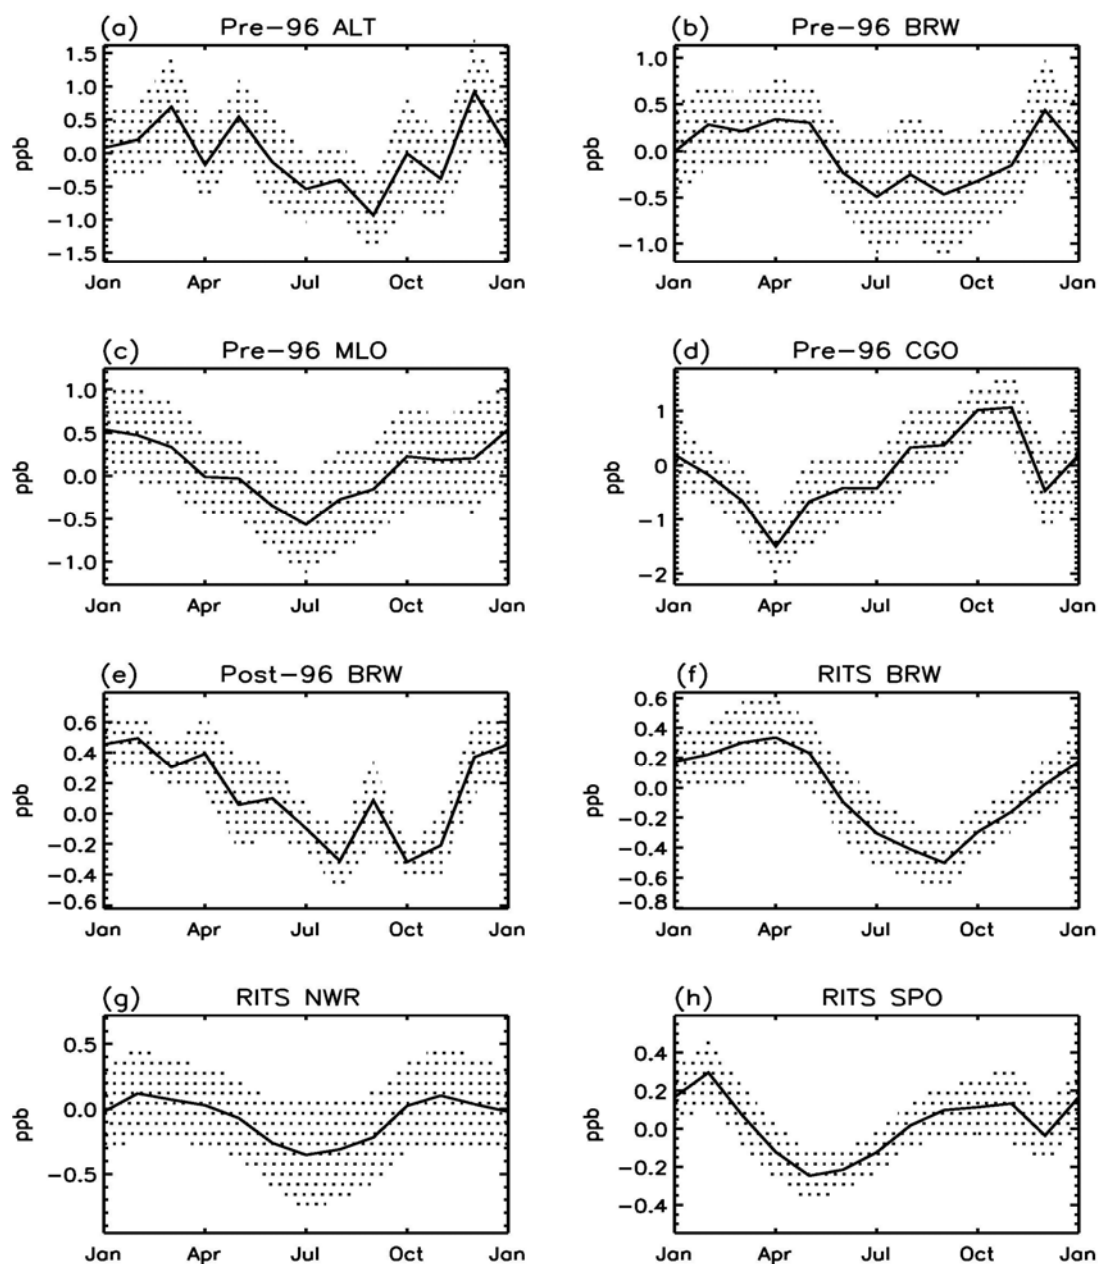 (a) Pre-96 ALT
ppb
1.5
1.0
0.5
0.0
-0.5
-1.0
-1.5
Jan Apr Jul Oct Jan
(b) Pre-96 BRW
ppb
1.0
0.5
0.0
-0.5
-1.0
Jan Apr Jul Oct Jan
(c) Pre-96 MLO
ppb
1.0
0.5
0.0
-0.5
-1.0
Jan Apr Jul Oct Jan
(d) Pre-96 CGO
ppb
1
0
-1
-2
Jan Apr Jul Oct Jan
(e) Post-96 BRW
ppb
0.6
0.4
0.2
0.0
-0.2
-0.4
-0.6
Jan Apr Jul Oct Jan
(f) RITS BRW
ppb
0.6
0.4
0.2
0.0
-0.2
-0.4
-0.6
-0.8
Jan Apr Jul Oct Jan
(g) RITS NWR
ppb
0.5
0.0
-0.5
Jan Apr Jul Oct Jan
(h) RITS SPO
ppb
0.4
0.2
0.0
-0.2
-0.4
Jan Apr Jul Oct Jan